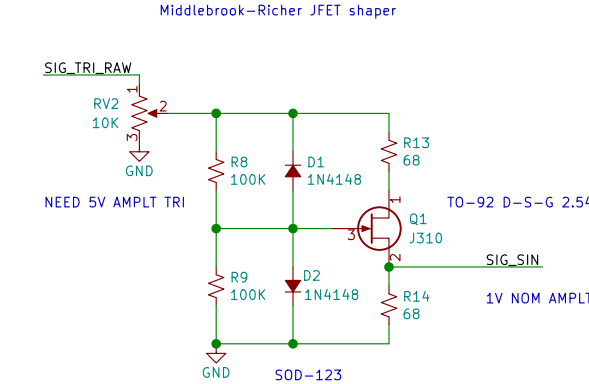 Middlebrook-Richer JFET shaper
SIG_TRI_RAW
1
RV2
2
10K
3
GND
R13
68
R8
100K
D1
1N4148
NEED 5V AMPLT TRI
1
TO-92 D-S-G 2.54
Q1
3
J310
2
SIG_SIN
R9
100K
D2
1N4148
R14
68
1V NOM AMPLT
GND
SOD-123